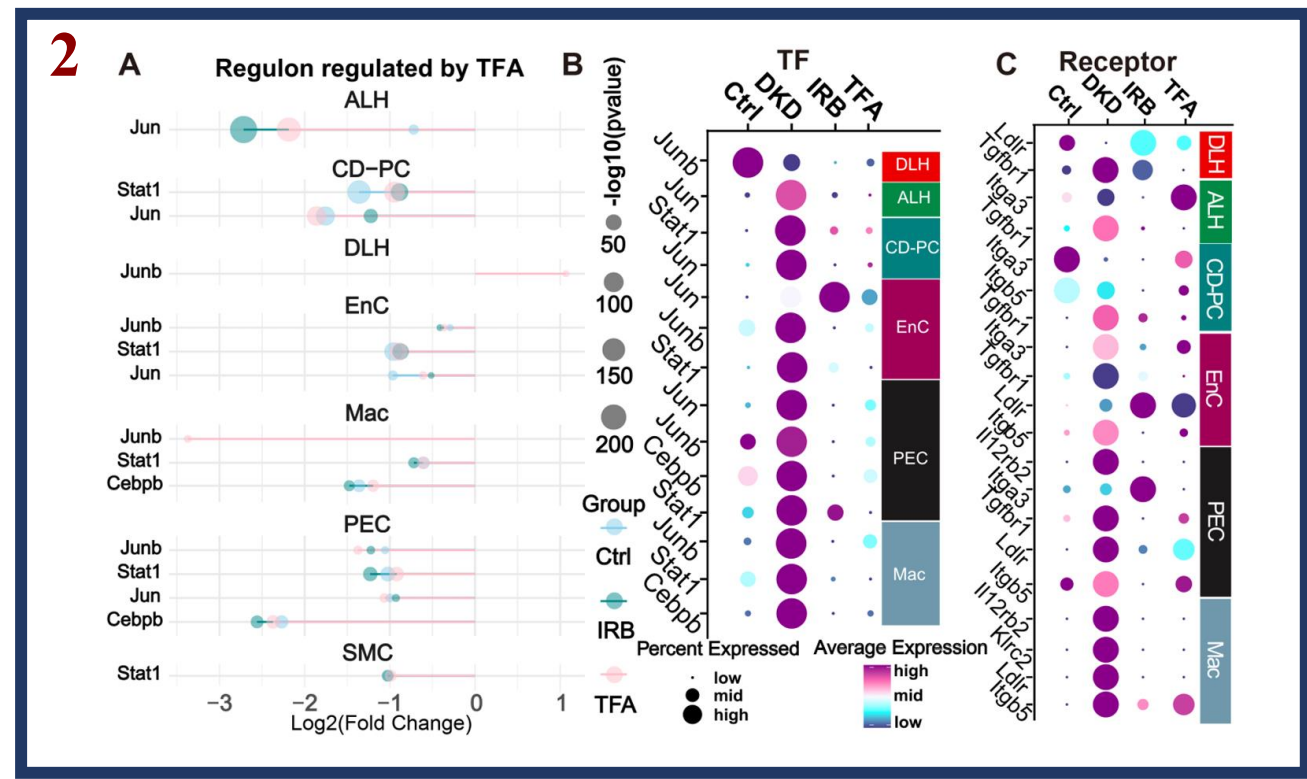 2
A
Regulon regulated by TFA
ALH
Jun
CD-PC
Stat1
Jun
DLH
Junb
EnC
Junb
Stat1
Jun
Mac
Junb
Stat1
Cebpb
PEC
Junb
Stat1
Jun
Cebpb
SMC
Stat1
−3 −2 −1 0 1
Log2(Fold Change)
-log10(pvalue)
50
100
150
200
Group
Ctrl
IRB
TFA
B
TF
Ctrl DKD IRB TFA
Junb
Jun
Stat1
Jun
Jun
Junb
Stat1
Jun
Junb
Cebpb
Stat1
Junb
Stat1
Cebpb
DLH
ALH
CD-PC
EnC
PEC
Mac
Percent Expressed
low
mid
high
Average Expression
high
mid
low
C
Receptor
Ctrl DKD IRB TFA
Ldlr
Tgfbr1
Itga3
Tgfbr1
Itga3
Itgb5
Tgfbr1
Itga3
Tgfbr1
Ldlr
Itgb5
Il12rb2
Itga3
Tgfbr1
Ldlr
Itgb5
Il12rb2
Klrc2
Ldlr
Itgb5
DLH
ALH
CD-PC
EnC
PEC
Mac